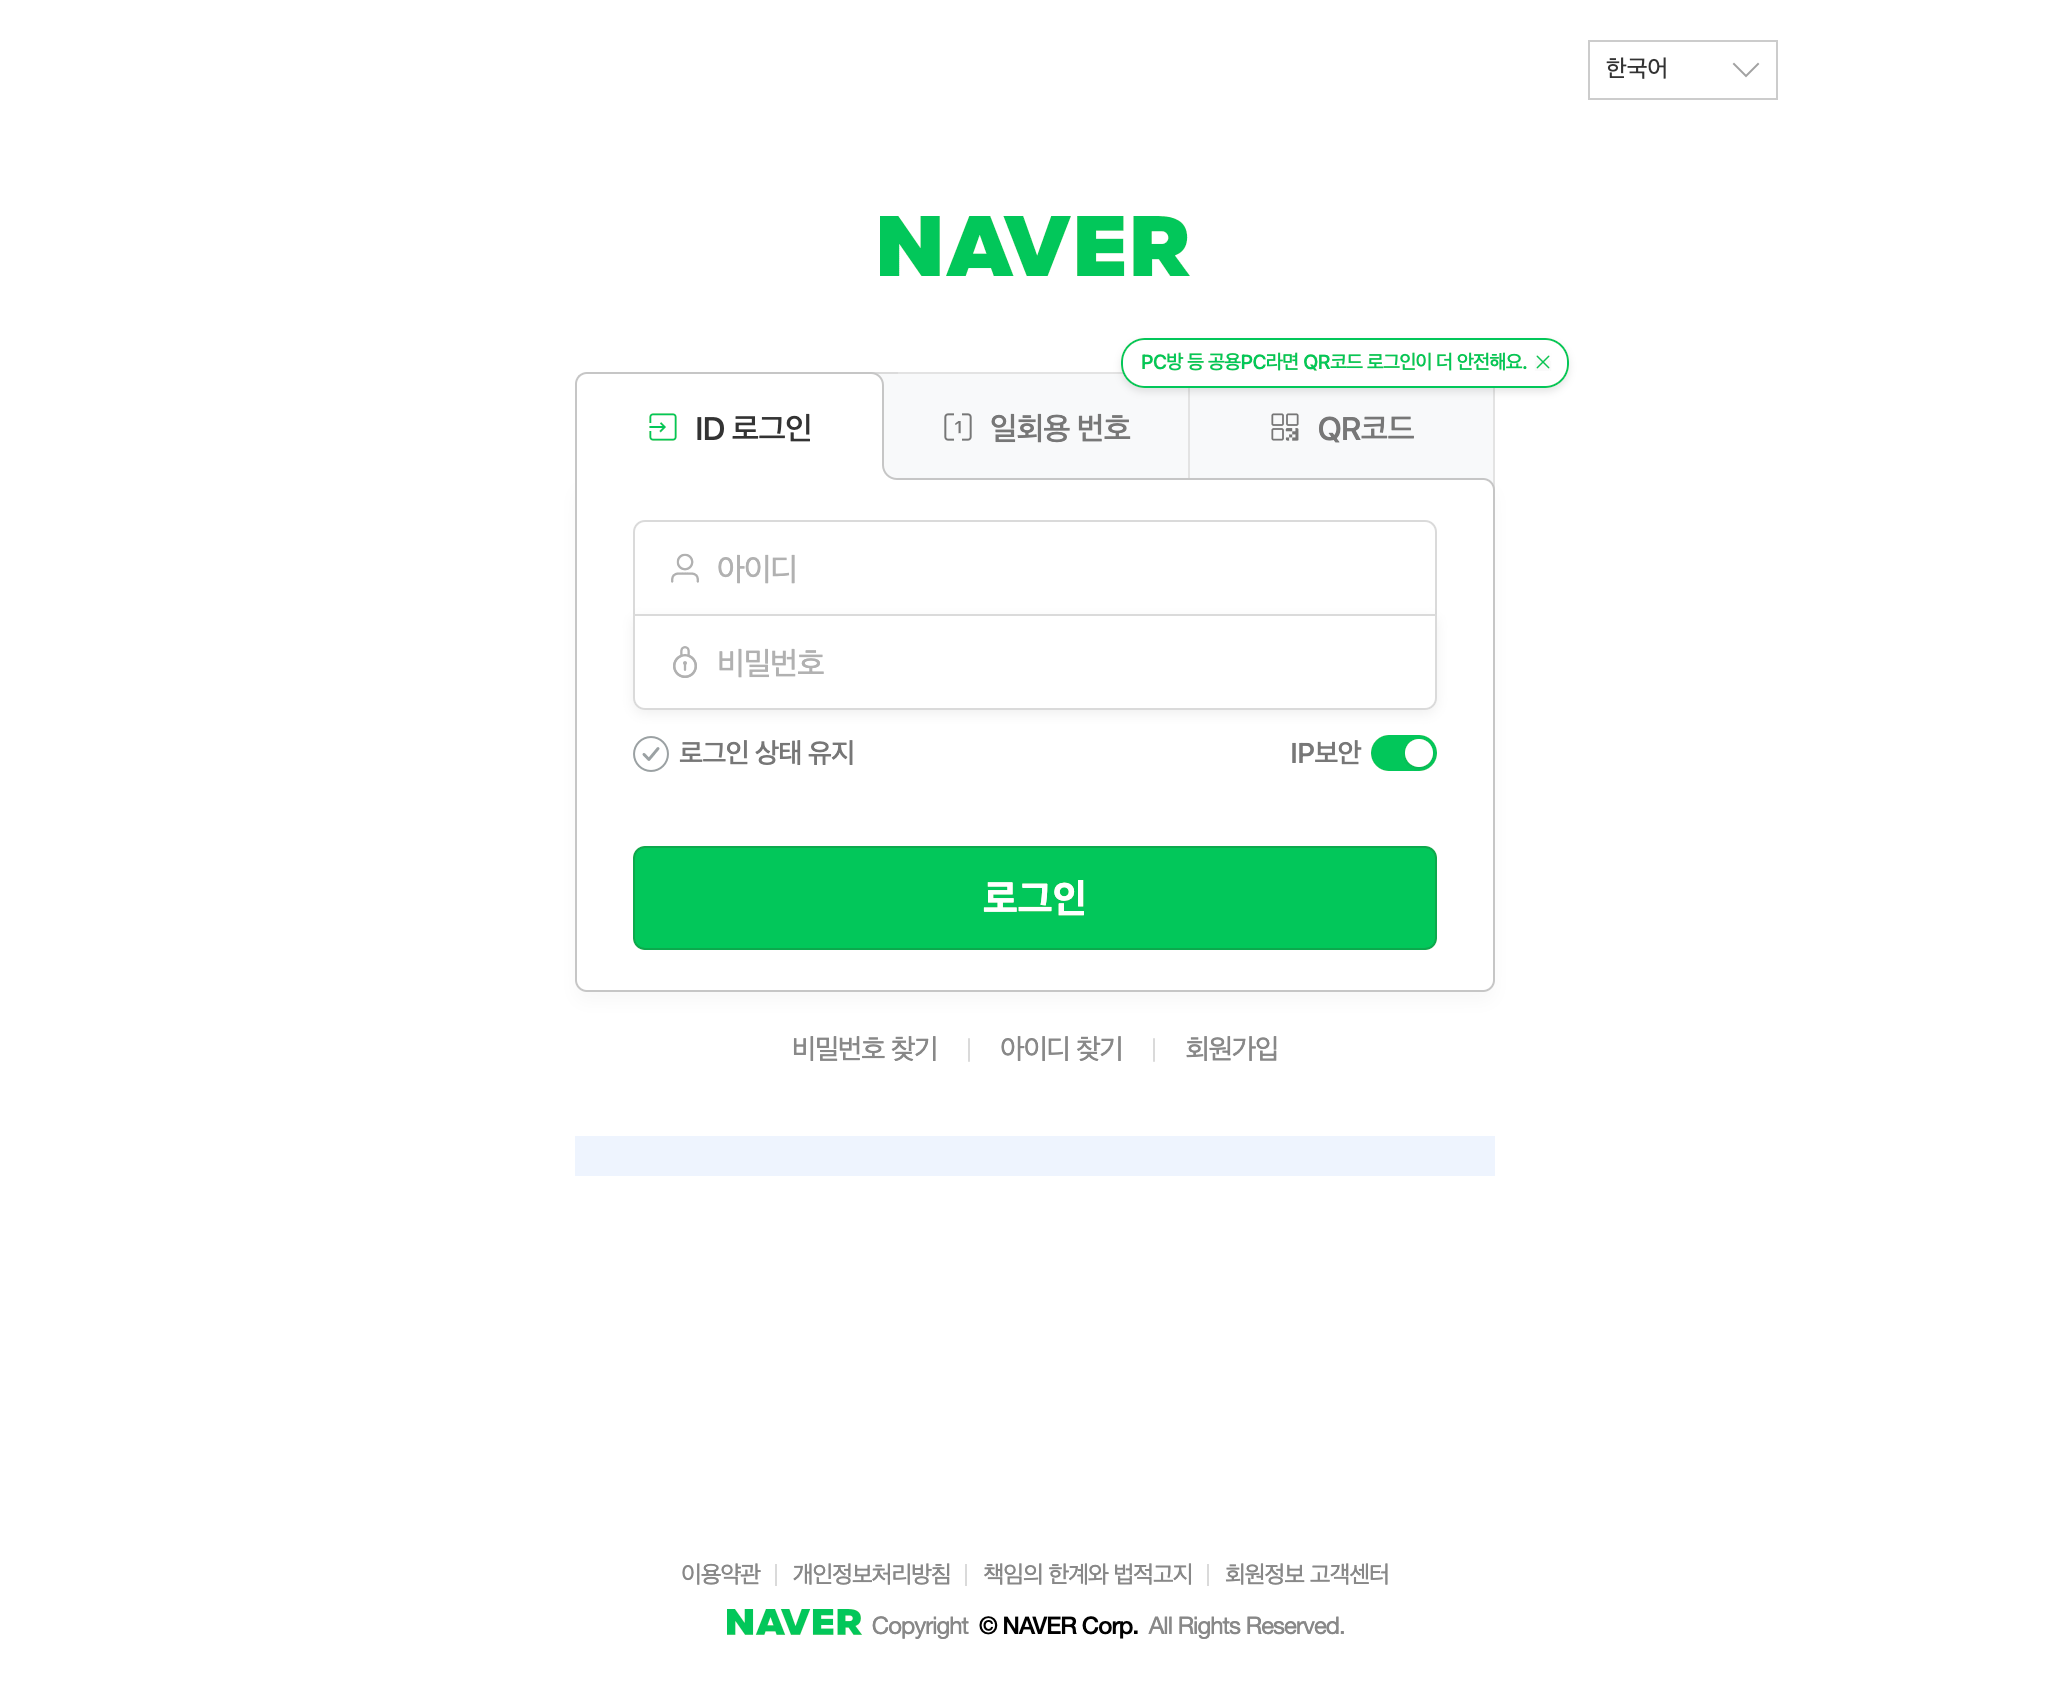 한국어
NAVER
PC방 등 공용PC라면 QR코드 로그인이 더 안전해요.
ID 로그인 1 일회용 번호 QR코드
아이디
비밀번호
로그인 상태 유지 IP보안
로그인
비밀번호 찾기 아이디 찾기 회원가입
이용약관 개인정보처리방침 책임의 한계와 법적고지 회원정보 고객센터
NAVER Copyright © NAVER Corp. All Rights Reserved.